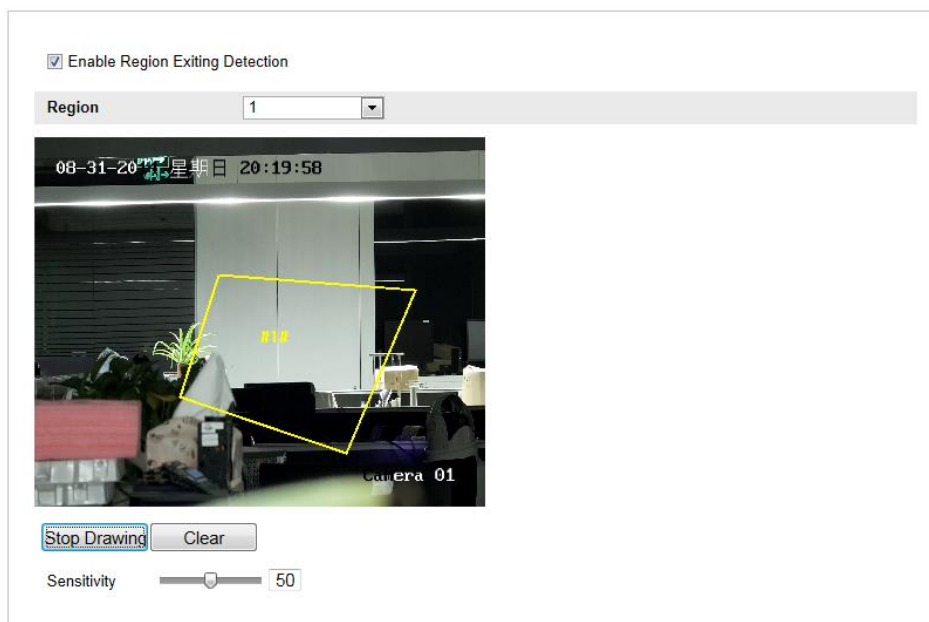 Enable Region Exiting Detection
Region 1
08-31-20 星期日 20:19:58
#1#
Camera 01
Stop Drawing Clear
Sensitivity 50